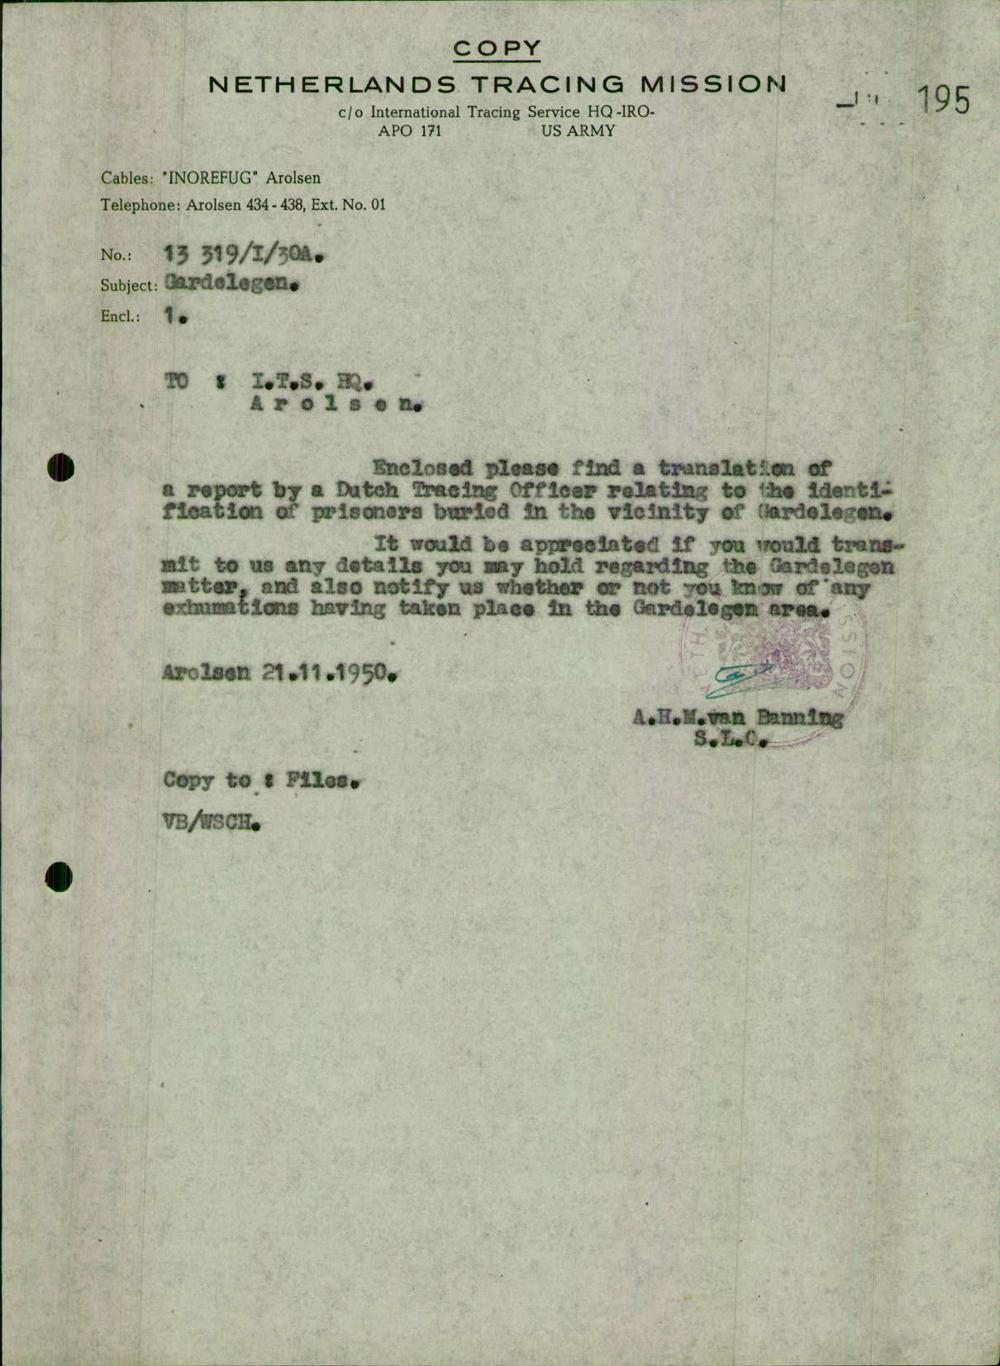 COPY
NETHERLANDS TRACING MISSION
c/o International Tracing Service HQ -IRO-
APO 171 US ARMY
195
Cables: "INOREFUG" Arolsen
Telephone: Arolsen 434 - 438, Ext. No. 01
No.: 13 319/I/30A.
Subject: Gardelegen.
Encl.: 1.
TO : I.T.S. HQ.
A r o l s e n.
Enclosed please find a translation of
a report by a Dutch Tracing Officer relating to the identi-
fication of prisoners buried in the vicinity of Gardelegen.
It would be appreciated if you would trans-
mit to us any details you may hold regarding the Gardelegen
matter, and also notify us whether or not you know of any
exhumations having taken place in the Gardelegen area.
Arolsen 21.11.1950.
A.H.M.van Banning
S.L.C.
Copy to : Files.
VB/WSCH.